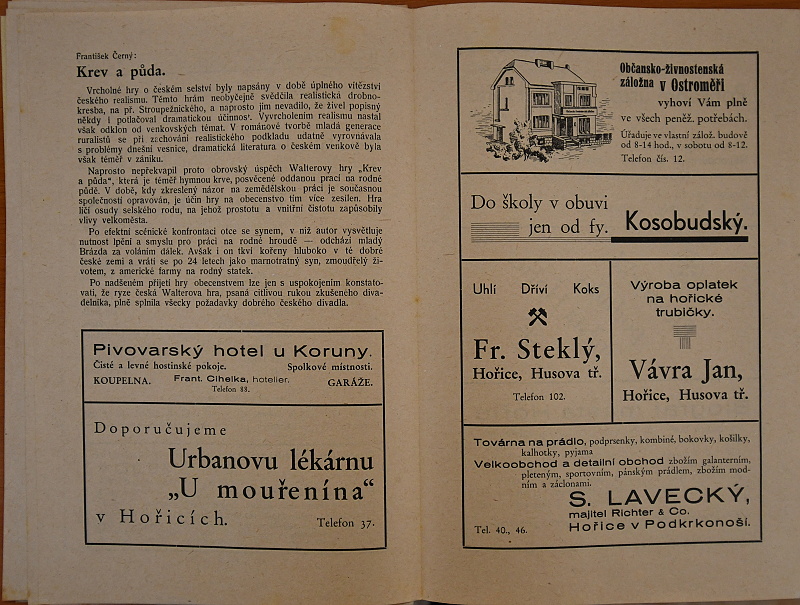 František Černý:
Krev a půda.
Vrcholné hry o českém selství byly napsány v době úplného vítězství
českého realismu. Těmto hrám neobyčejně svědčila realistická drobno-
kresba, na př. Stroupežnického, a naprosto jim nevadilo, že živel popisný
někdy i potlačoval dramatickou účinnost. Vyvrcholením realismu nastal
však odklon od venkovských témat. V románové tvorbě mladá generace
ruralistů se při zachování realistického podkladu udatně vyrovnávala
s problémy dnešní vesnice, dramatická literatura o českém venkově byla
však téměř v zániku.
Naprosto nepřekvapil proto obrovský úspěch Walterovy hry „Krev
a půda“, která je téměř hymnou krve, posvěcené oddanou prací na rodné
půdě. V době, kdy zkreslený názor na zemědělskou práci je současnou
společností opravován, je účin hry na obecenstvo tím více zesílen. Hra
líčí osudy selského rodu, na jehož prostotu a vnitřní čistotu zapůsobily
vlivy velkoměsta.
Po efektní scénické konfrontaci otce se synem, v níž autor vysvětluje
nutnost lpění a smyslu pro práci na rodné hroudě — odchází mladý
Brázda za voláním dálek. Avšak i on tkví kořeny hluboko v té dobré
české zemi a vrátí se po 24 letech jako marnotratný syn, zmoudřelý ži-
votem, z americké farmy na rodný statek.
Po nadšeném přijetí hry obecenstvem lze jen s uspokojením konstato-
vati, že ryze česká Walterova hra, psaná citlivou rukou zkušeného diva-
delníka, plně splnila všecky požadavky dobrého českého divadla.
Pivovarský hotel u Koruny.
Čisté a levné hostinské pokoje. Spolkové místnosti.
KOUPELNA. Frant. Cihelka, hotelier. GARÁŽE.
Telefon 88.
Doporučujeme
Urbanovu lékárnu
„U mouřenína“
v Hořicích. Telefon 37.
Občansko-živnostenská
záložna v Ostroměři
vyhoví Vám plně
ve všech peněž. potřebách.
Úřaduje ve vlastní zálož. budově
od 8-14 hod., v sobotu od 8-12.
Telefon čís. 12.
Do školy v obuvi
jen od fy. Kosobudský.
Uhlí Dříví Koks
Fr. Steklý,
Hořice, Husova tř.
Telefon 102.
Výroba oplatek
na hořické
trubičky.
Vávra Jan,
Hořice, Husova tř.
Továrna na prádlo, podprsenky, kombiné, bokovky, košilky,
kalhotky, pyjama
Velkoobchod a detailní obchod zbožím galanterním,
pleteným, sportovním, pánským prádlem, zbožím mod-
ním a záclonami.
S. LAVECKÝ,
majitel Richter & Co.
Tel. 40., 46. Hořice v Podkrkonoší.